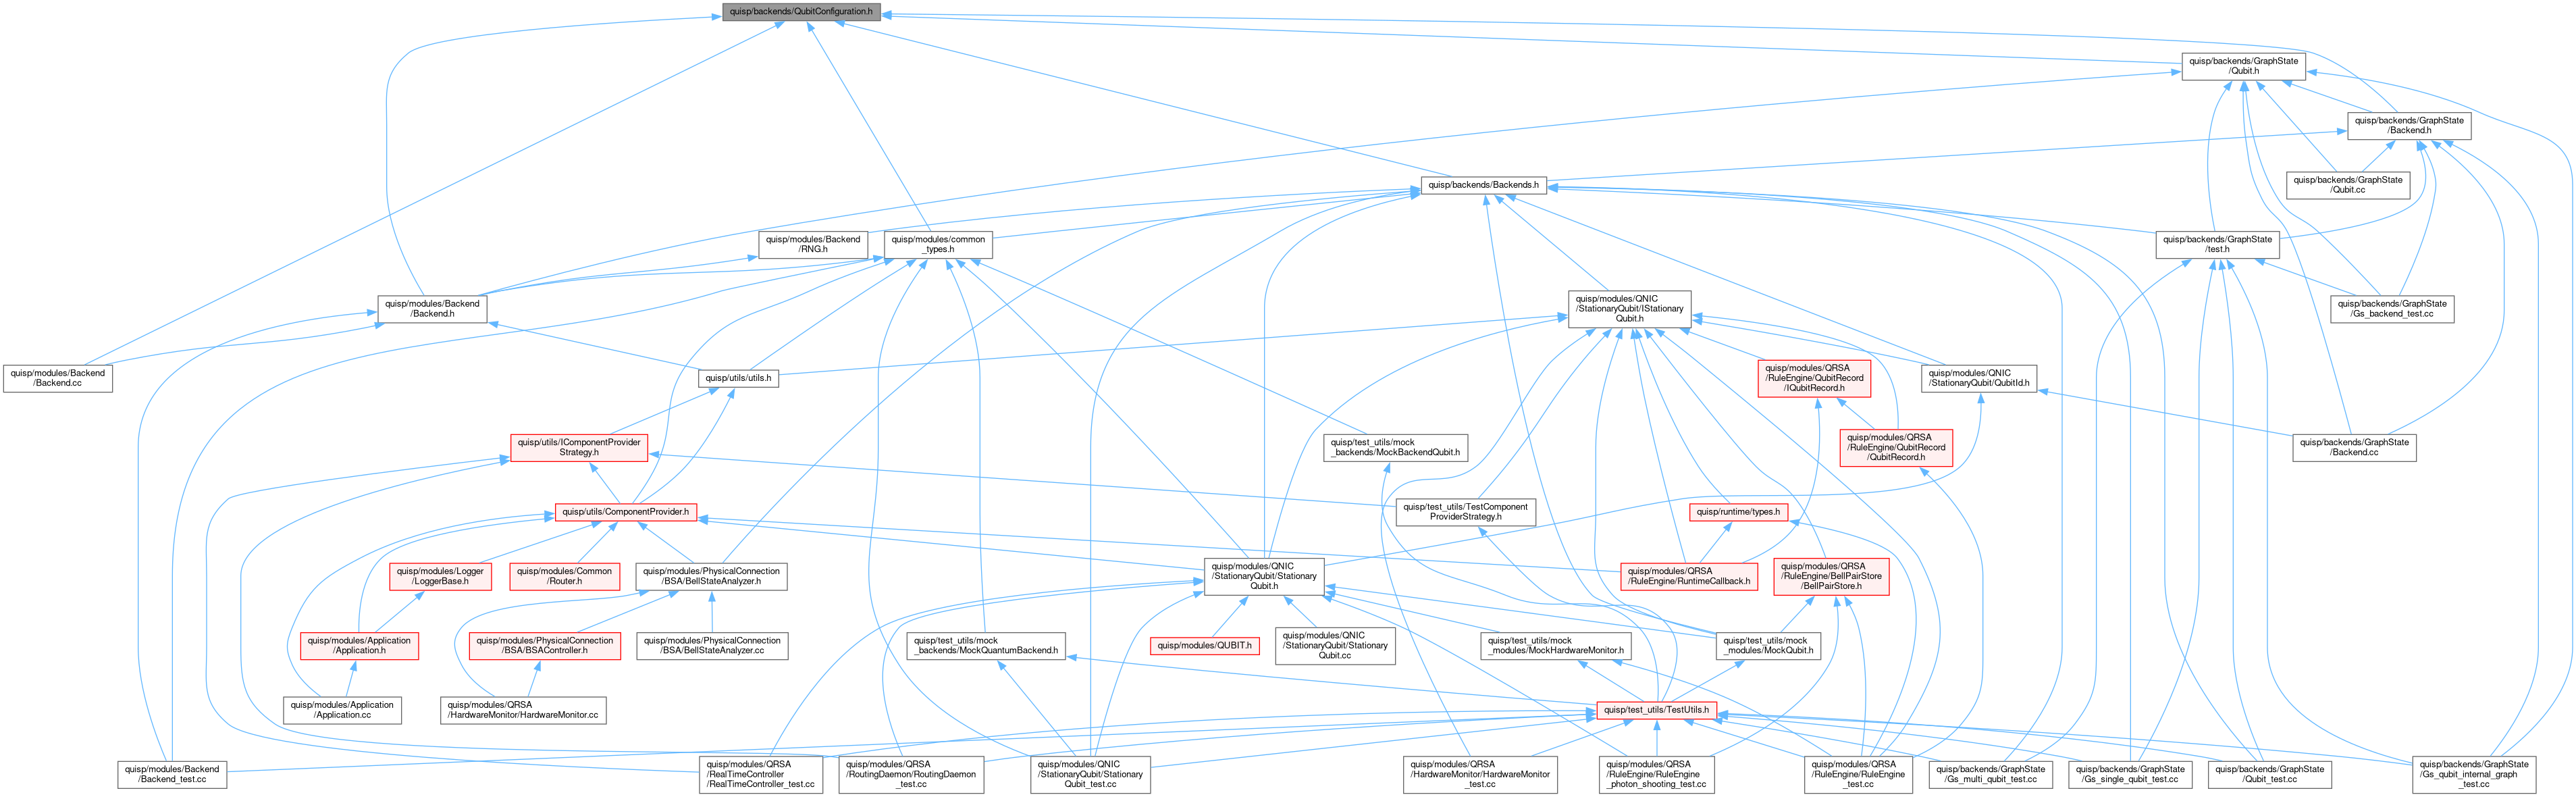 quisp/backends/QubitConfiguration.h
quisp/backends/GraphState
/Qubit.h
quisp/backends/GraphState
/Backend.h
quisp/backends/Backends.h
quisp/backends/GraphState
/Qubit.cc
quisp/modules/Backend
/RNG.h
quisp/modules/common
_types.h
quisp/backends/GraphState
/test.h
quisp/modules/Backend
/Backend.h
quisp/modules/QNIC
/StationaryQubit/IStationary
Qubit.h
quisp/backends/GraphState
/Gs_backend_test.cc
quisp/modules/Backend
/Backend.cc
quisp/utils/utils.h
quisp/modules/QRSA
/RuleEngine/QubitRecord
/IQubitRecord.h
quisp/modules/QNIC
/StationaryQubit/QubitId.h
quisp/utils/IComponentProvider
Strategy.h
quisp/test_utils/mock
_backends/MockBackendQubit.h
quisp/modules/QRSA
/RuleEngine/QubitRecord
/QubitRecord.h
quisp/backends/GraphState
/Backend.cc
quisp/utils/ComponentProvider.h
quisp/test_utils/TestComponent
ProviderStrategy.h
quisp/runtime/types.h
quisp/modules/Logger
/LoggerBase.h
quisp/modules/Common
/Router.h
quisp/modules/PhysicalConnection
/BSA/BellStateAnalyzer.h
quisp/modules/QNIC
/StationaryQubit/Stationary
Qubit.h
quisp/modules/QRSA
/RuleEngine/RuntimeCallback.h
quisp/modules/QRSA
/RuleEngine/BellPairStore
/BellPairStore.h
quisp/modules/Application
/Application.h
quisp/modules/PhysicalConnection
/BSA/BSAController.h
quisp/modules/PhysicalConnection
/BSA/BellStateAnalyzer.cc
quisp/test_utils/mock
_backends/MockQuantumBackend.h
quisp/modules/QUBIT.h
quisp/modules/QNIC
/StationaryQubit/Stationary
Qubit.cc
quisp/test_utils/mock
_modules/MockHardwareMonitor.h
quisp/test_utils/mock
_modules/MockQubit.h
quisp/modules/Application
/Application.cc
quisp/modules/QRSA
/HardwareMonitor/HardwareMonitor.cc
quisp/test_utils/TestUtils.h
quisp/modules/Backend
/Backend_test.cc
quisp/modules/QRSA
/RealTimeController
/RealTimeController_test.cc
quisp/modules/QRSA
/RoutingDaemon/RoutingDaemon
_test.cc
quisp/modules/QNIC
/StationaryQubit/Stationary
Qubit_test.cc
quisp/modules/QRSA
/HardwareMonitor/HardwareMonitor
_test.cc
quisp/modules/QRSA
/RuleEngine/RuleEngine
_photon_shooting_test.cc
quisp/modules/QRSA
/RuleEngine/RuleEngine
_test.cc
quisp/backends/GraphState
/Gs_multi_qubit_test.cc
quisp/backends/GraphState
/Gs_single_qubit_test.cc
quisp/backends/GraphState
/Qubit_test.cc
quisp/backends/GraphState
/Gs_qubit_internal_graph
_test.cc